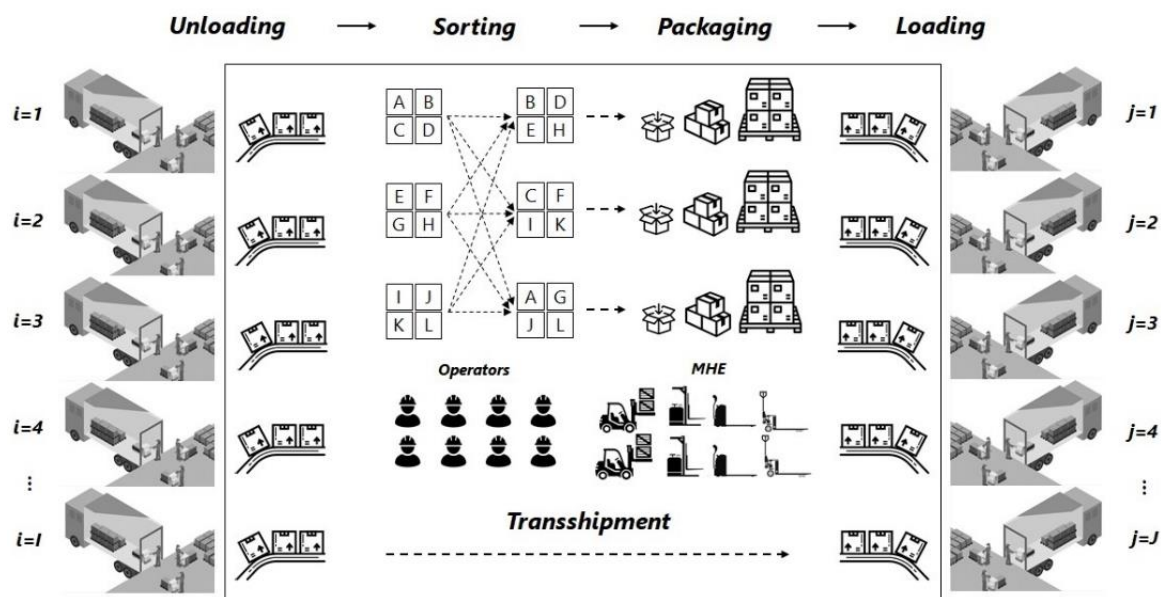 Unloading → Sorting → Packaging → Loading
i=1
A B
C D
B D
E H
j=1
i=2
E F
G H
C F
I K
j=2
i=3
I J
K L
A G
J L
j=3
Operators
MHE
i=4
j=4
⋮
⋮
Transshipment
i=I
j=J